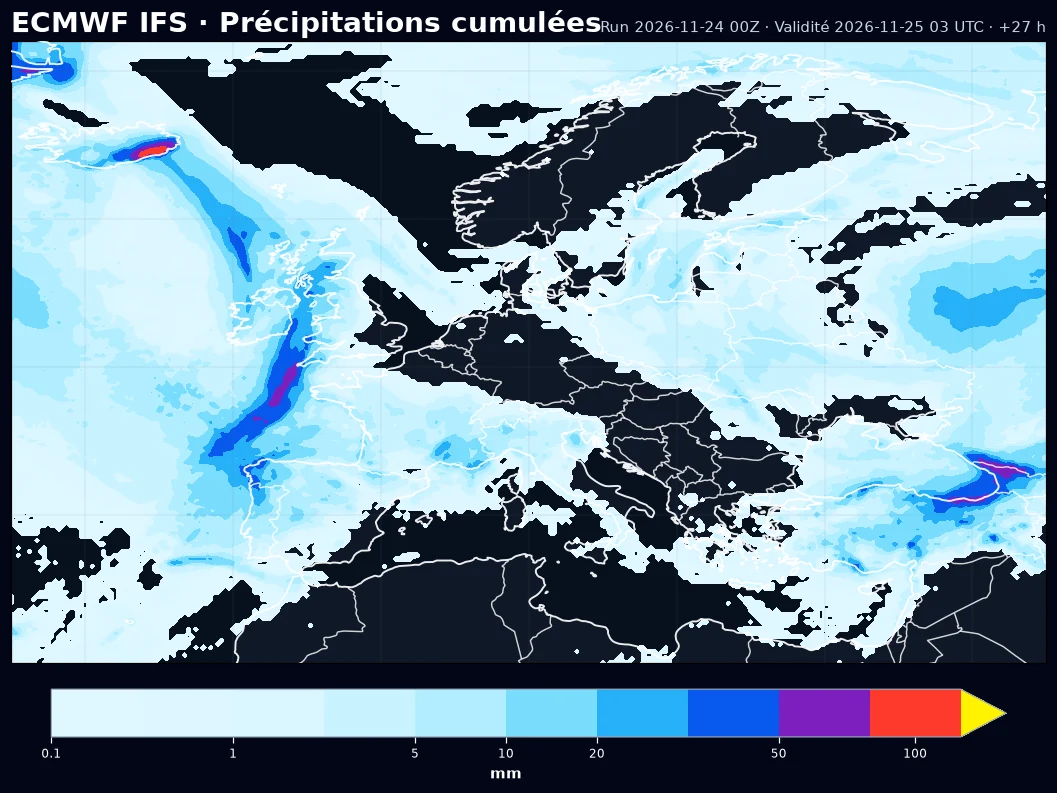 ECMWF IFS · Précipitations cumulées
Run 2026-11-24 00Z · Validité 2026-11-25 03 UTC · +27 h
0.1 1 5 10 20 50 100
mm